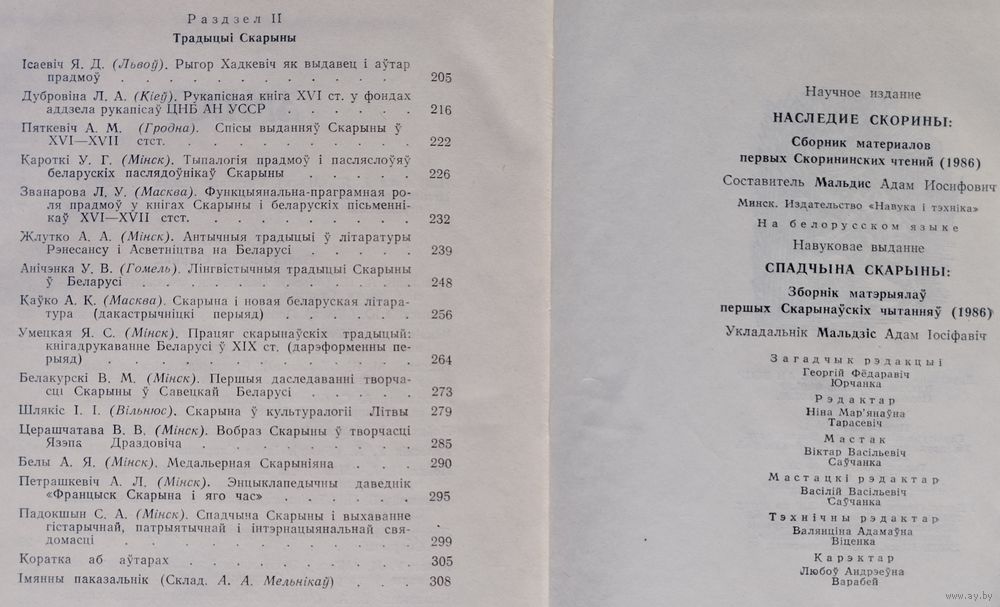 Раздзел II
Традыцыі Скарыны
Ісаевіч Я. Д. (Львоў). Рыгор Хадкевіч як выдавец і аўтар
прадмоў . . . . . . . . . . . . 205
Дубровіна Л. А. (Кіеў). Рукапісная кніга XVI ст. у фондах
аддзела рукапісаў ЦНБ АН УССР . . . . . . 216
Пяткевіч А. М. (Гродна). Спісы выданняў Скарыны ў
XVI—XVII стст. . . . . . . . . . . 222
Кароткі У. Г. (Мінск). Тыпалогія прадмоў і пасляслоўяў
беларускіх паслядоўнікаў Скарыны . . . . . 226
Званарова Л. У. (Масква). Функцыянальна-праграмная ро-
ля прадмоў у кнігах Скарыны і беларускіх пісьменні-
каў XVI—XVII стст. . . . . . . . . . 232
Жлутко А. А. (Мінск). Антычныя традыцыі ў літаратуры
Рэнесансу і Асветніцтва на Беларусі . . . . . 239
Анічэнка У. В. (Гомель). Лінгвістычныя традыцыі Скарыны
ў Беларусі . . . . . . . . . . . 248
Каўко А. К. (Масква). Скарына і новая беларуская літара-
тура (дакастрычніцкі перыяд) . . . . . . 256
Умецкая Я. С. (Мінск). Працяг скарынаўскіх традыцый:
кнігадрукаванне Беларусі ў XIX ст. (дарэформенны пе-
рыяд) . . . . . . . . . . . . 264
Белакурскі В. М. (Мінск). Першыя даследаванні творча-
сці Скарыны ў Савецкай Беларусі . . . . . 273
Шлякіс І. І. (Вільнюс). Скарына ў культуралогіі Літвы 279
Церашчатава В. В. (Мінск). Вобраз Скарыны ў творчасці
Язэпа Драздовіча . . . . . . . . . 285
Белы А. Я. (Мінск). Медальерная Скарыніяна . . . 290
Петрашкевіч А. Л. (Мінск). Энцыклапедычны даведнік
«Францыск Скарына і яго час» . . . . . . 295
Падокшын С. А. (Мінск). Спадчына Скарыны і выхаванне
гістарычнай, патрыятычнай і інтэрнацыянальнай свя-
домасці . . . . . . . . . . . 299
Коратка аб аўтарах . . . . . . . . . 305
Імянны паказальнік (Склад. А. А. Мельнікаў) . . . 308
Научное издание
НАСЛЕДИЕ СКОРИНЫ:
Сборник материалов
первых Скорининских чтений (1986)
Составитель Мальдис Адам Иосифович
Минск. Издательство «Навука і тэхніка»
На белорусском языке
Навуковае выданне
СПАДЧЫНА СКАРЫНЫ:
Зборнік матэрыялаў
першых Скарынаўскіх чытанняў (1986)
Укладальнік Мальдзіс Адам Іосіфавіч
Загадчык рэдакцыі
Георгій Фёдаравіч
Юрчанка
Рэдактар
Ніна Мар'янаўна
Тарасевіч
Мастак
Віктар Васільевіч
Саўчанка
Мастацкі рэдактар
Васілій Васільевіч
Саўчанка
Тэхнічны рэдактар
Валянціна Адамаўна
Віценка
Карэктар
Любоў Андрэеўна
Варабей
www.ay.by